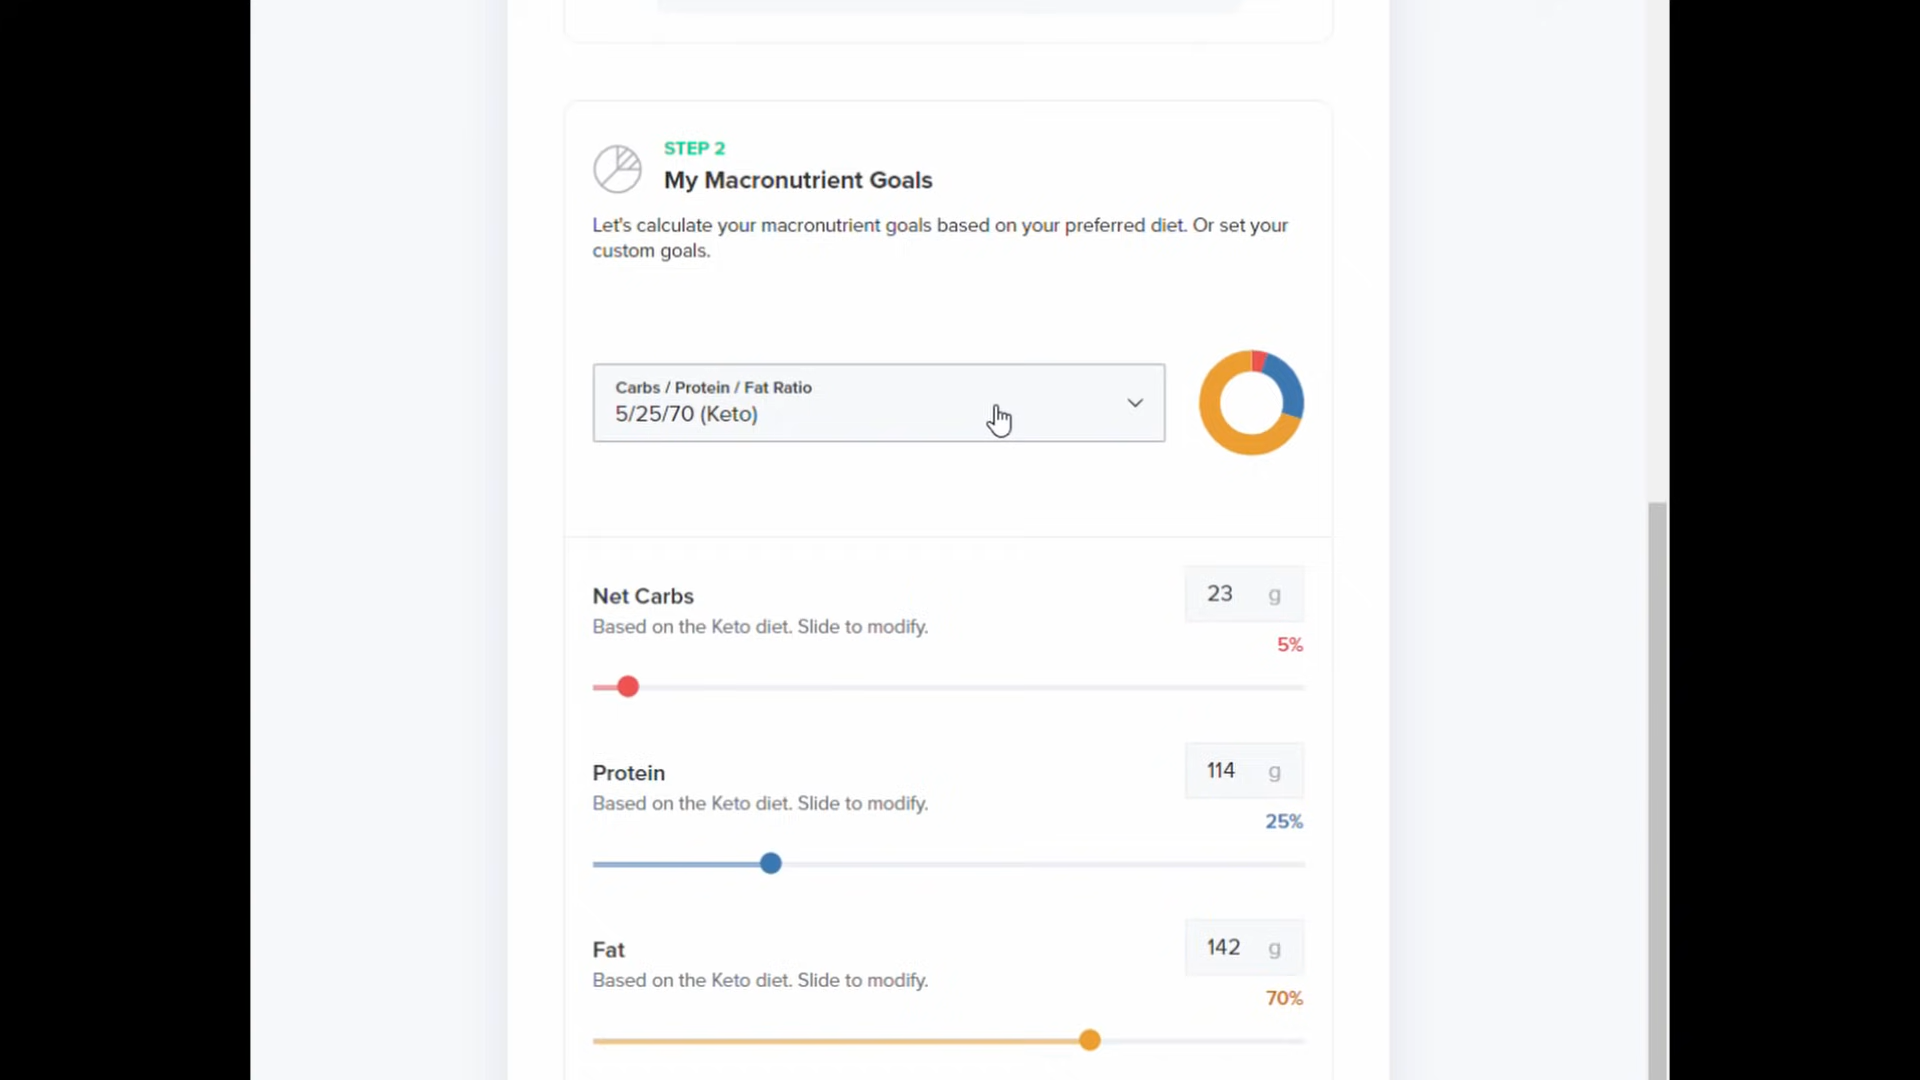 STEP 2
My Macronutrient Goals
Let's calculate your macronutrient goals based on your preferred diet. Or set your
custom goals.
Carbs / Protein / Fat Ratio
5/25/70 (Keto)
Net Carbs
Based on the Keto diet. Slide to modify.
23 g
5%
Protein
Based on the Keto diet. Slide to modify.
114 g
25%
Fat
Based on the Keto diet. Slide to modify.
142 g
70%